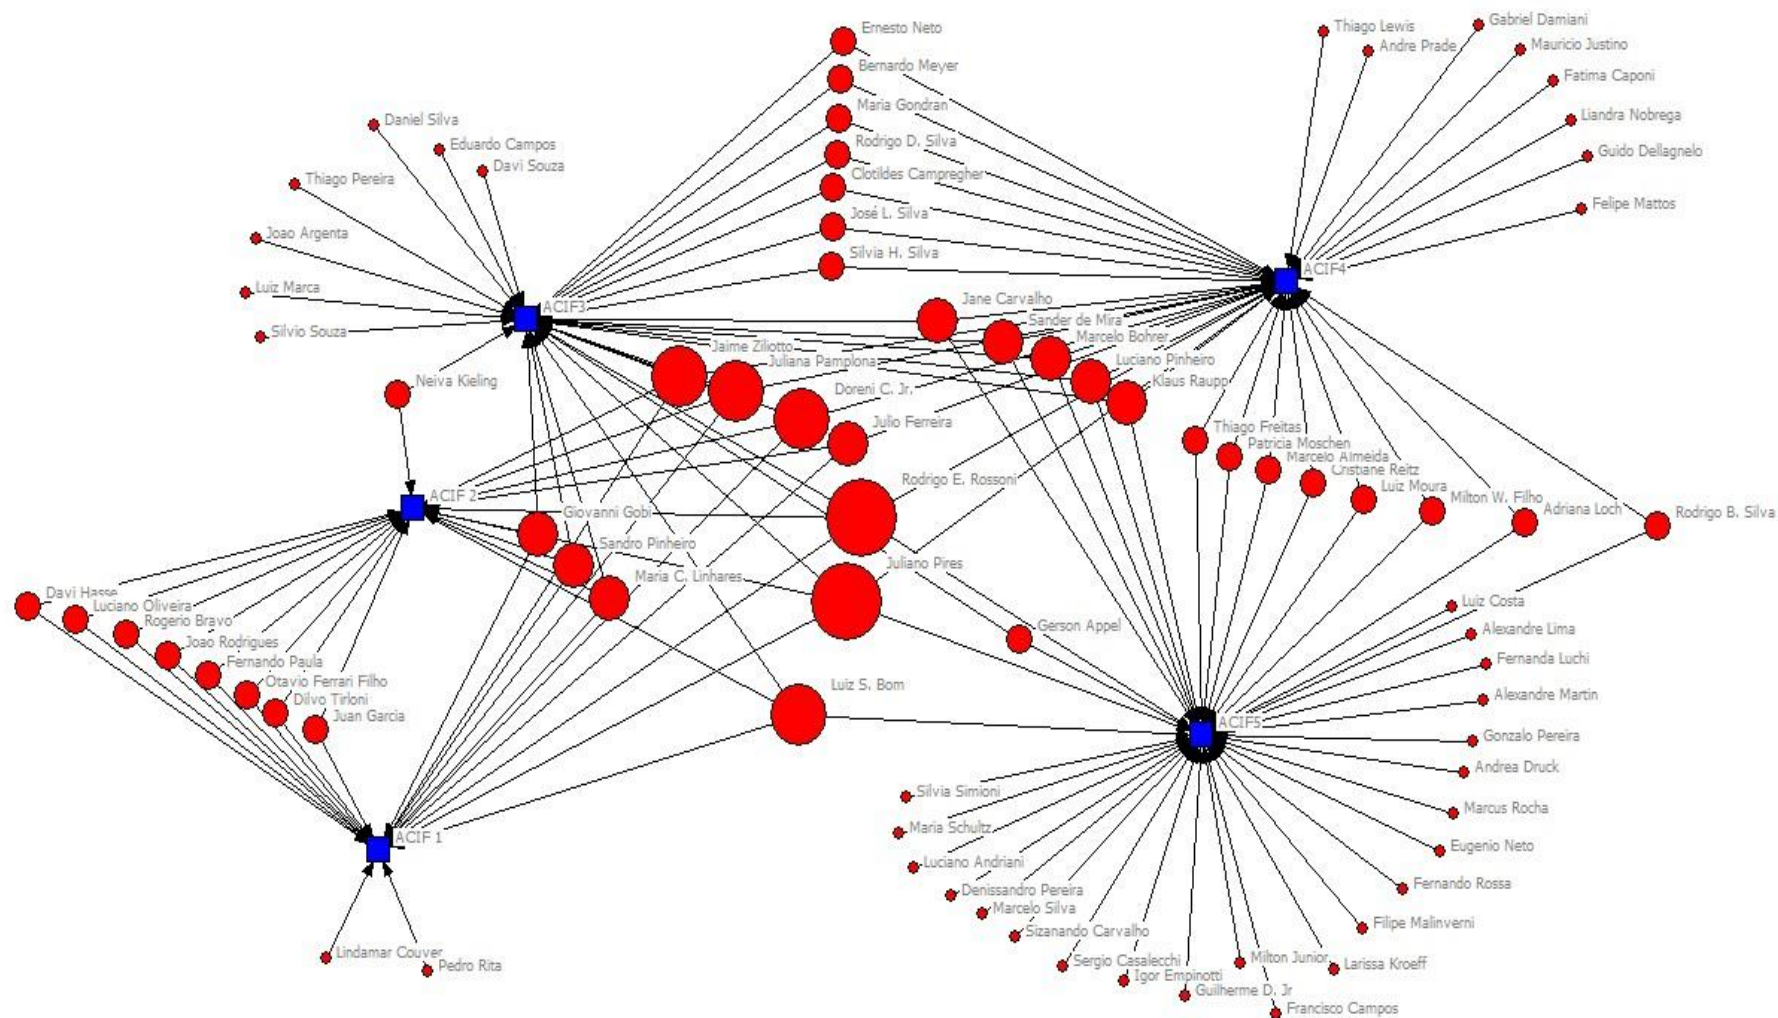 Ernesto Neto
Bernardo Meyer
Maria Gondran
Rodrigo D. Silva
Clotildes Campregher
José L. Silva
Silvia H. Silva
Thiago Lewis
Andre Prade
Gabriel Damiani
Mauricio Justino
Fatima Caponi
Liandra Nobrega
Guido Dellagnelo
Felipe Mattos
Daniel Silva
Eduardo Campos
Davi Souza
Thiago Pereira
Joao Argenta
Luiz Marca
Silvio Souza
ACIF3
ACIF4
Neiva Kieling
Jaime Ziliotto
Juliana Pamplona
Doreni C. Jr.
Julio Ferreira
Jane Carvalho
Sander de Mira
Marcelo Bohrer
Luciano Pinheiro
Klaus Raupp
Rodrigo E. Rossoni
Juliano Pires
Thiago Freitas
Patricia Moschen
Marcelo Almeida
Cristiane Reitz
Luiz Moura
Milton W. Filho
Adriana Loch
Rodrigo B. Silva
ACIF 2
Giovanni Gobi
Sandro Pinheiro
Maria C. Linhares
Davi Hasse
Luciano Oliveira
Rogerio Bravo
Joao Rodrigues
Fernando Paula
Otavio Ferrari Filho
Dilvo Tirloni
Juan Garcia
Gerson Appel
Luiz S. Bom
ACIF 1
Lindamar Couver
Pedro Rita
ACIF5
Luiz Costa
Alexandre Lima
Fernanda Luchi
Alexandre Martin
Gonzalo Pereira
Andrea Druck
Marcus Rocha
Eugenio Neto
Fernando Rossa
Filipe Malinverni
Larissa Kroeff
Francisco Campos
Milton Junior
Guilherme D. Jr
Igor Empinotti
Sergio Casalecchi
Sizanando Carvalho
Marcelo Silva
Denissandro Pereira
Luciano Andriani
Maria Schultz
Silvia Simioni